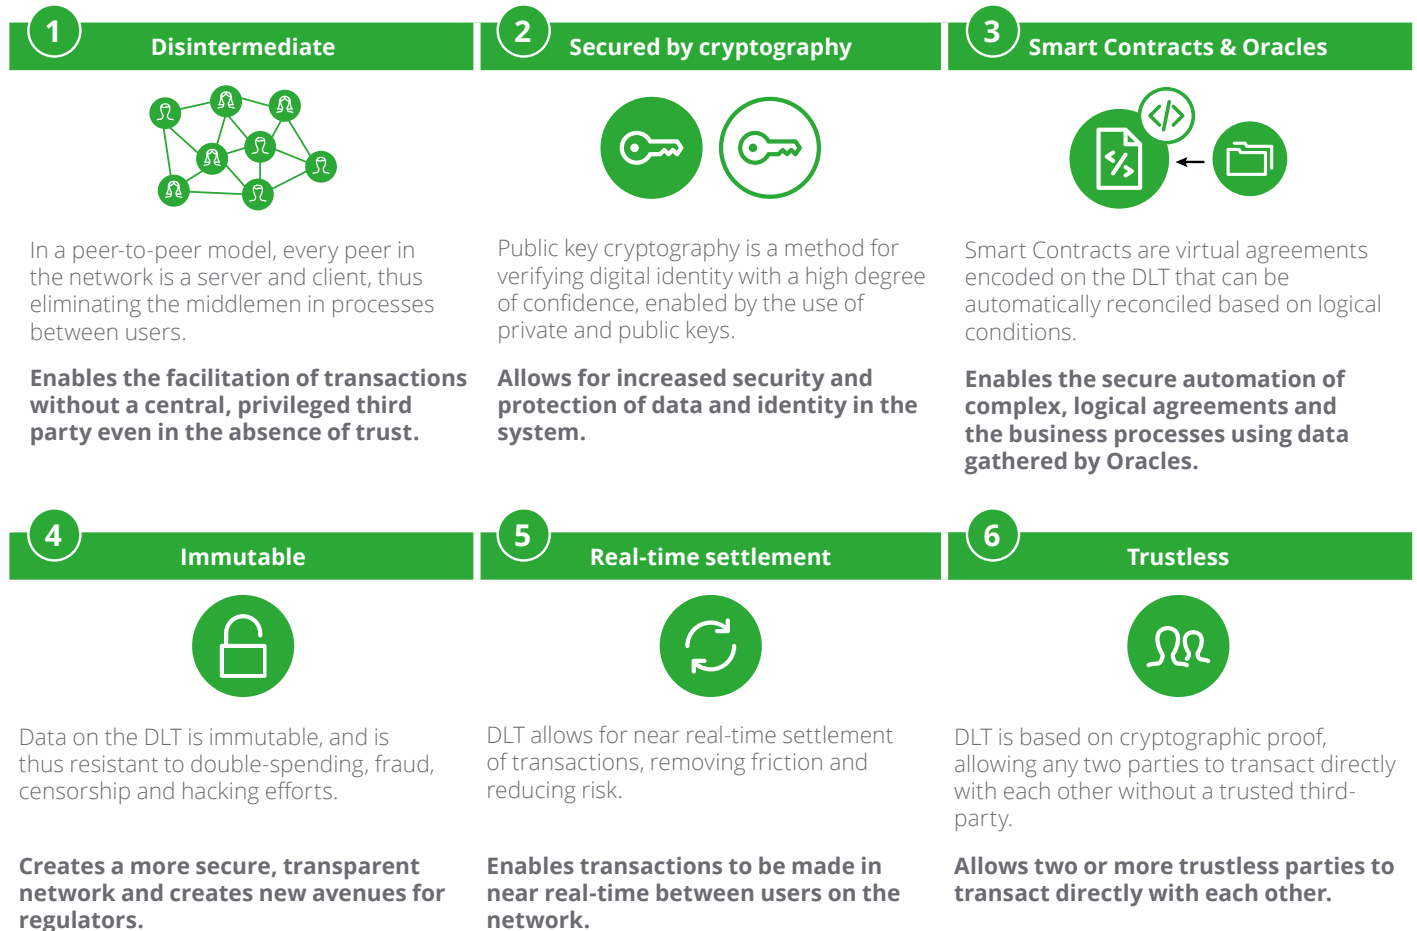 1
Disintermediate
In a peer-to-peer model, every peer in
the network is a server and client, thus
eliminating the middlemen in processes
between users.
Enables the facilitation of transactions
without a central, privileged third
party even in the absence of trust.
2
Secured by cryptography
Public key cryptography is a method for
verifying digital identity with a high degree
of confidence, enabled by the use of
private and public keys.
Allows for increased security and
protection of data and identity in the
system.
3
Smart Contracts & Oracles
</>
</>
Smart Contracts are virtual agreements
encoded on the DLT that can be
automatically reconciled based on logical
conditions.
Enables the secure automation of
complex, logical agreements and
the business processes using data
gathered by Oracles.
4
Immutable
Data on the DLT is immutable, and is
thus resistant to double-spending, fraud,
censorship and hacking efforts.
Creates a more secure, transparent
network and creates new avenues for
regulators.
5
Real-time settlement
DLT allows for near real-time settlement
of transactions, removing friction and
reducing risk.
Enables transactions to be made in
near real-time between users on the
network.
6
Trustless
DLT is based on cryptographic proof,
allowing any two parties to transact directly
with each other without a trusted third-
party.
Allows two or more trustless parties to
transact directly with each other.